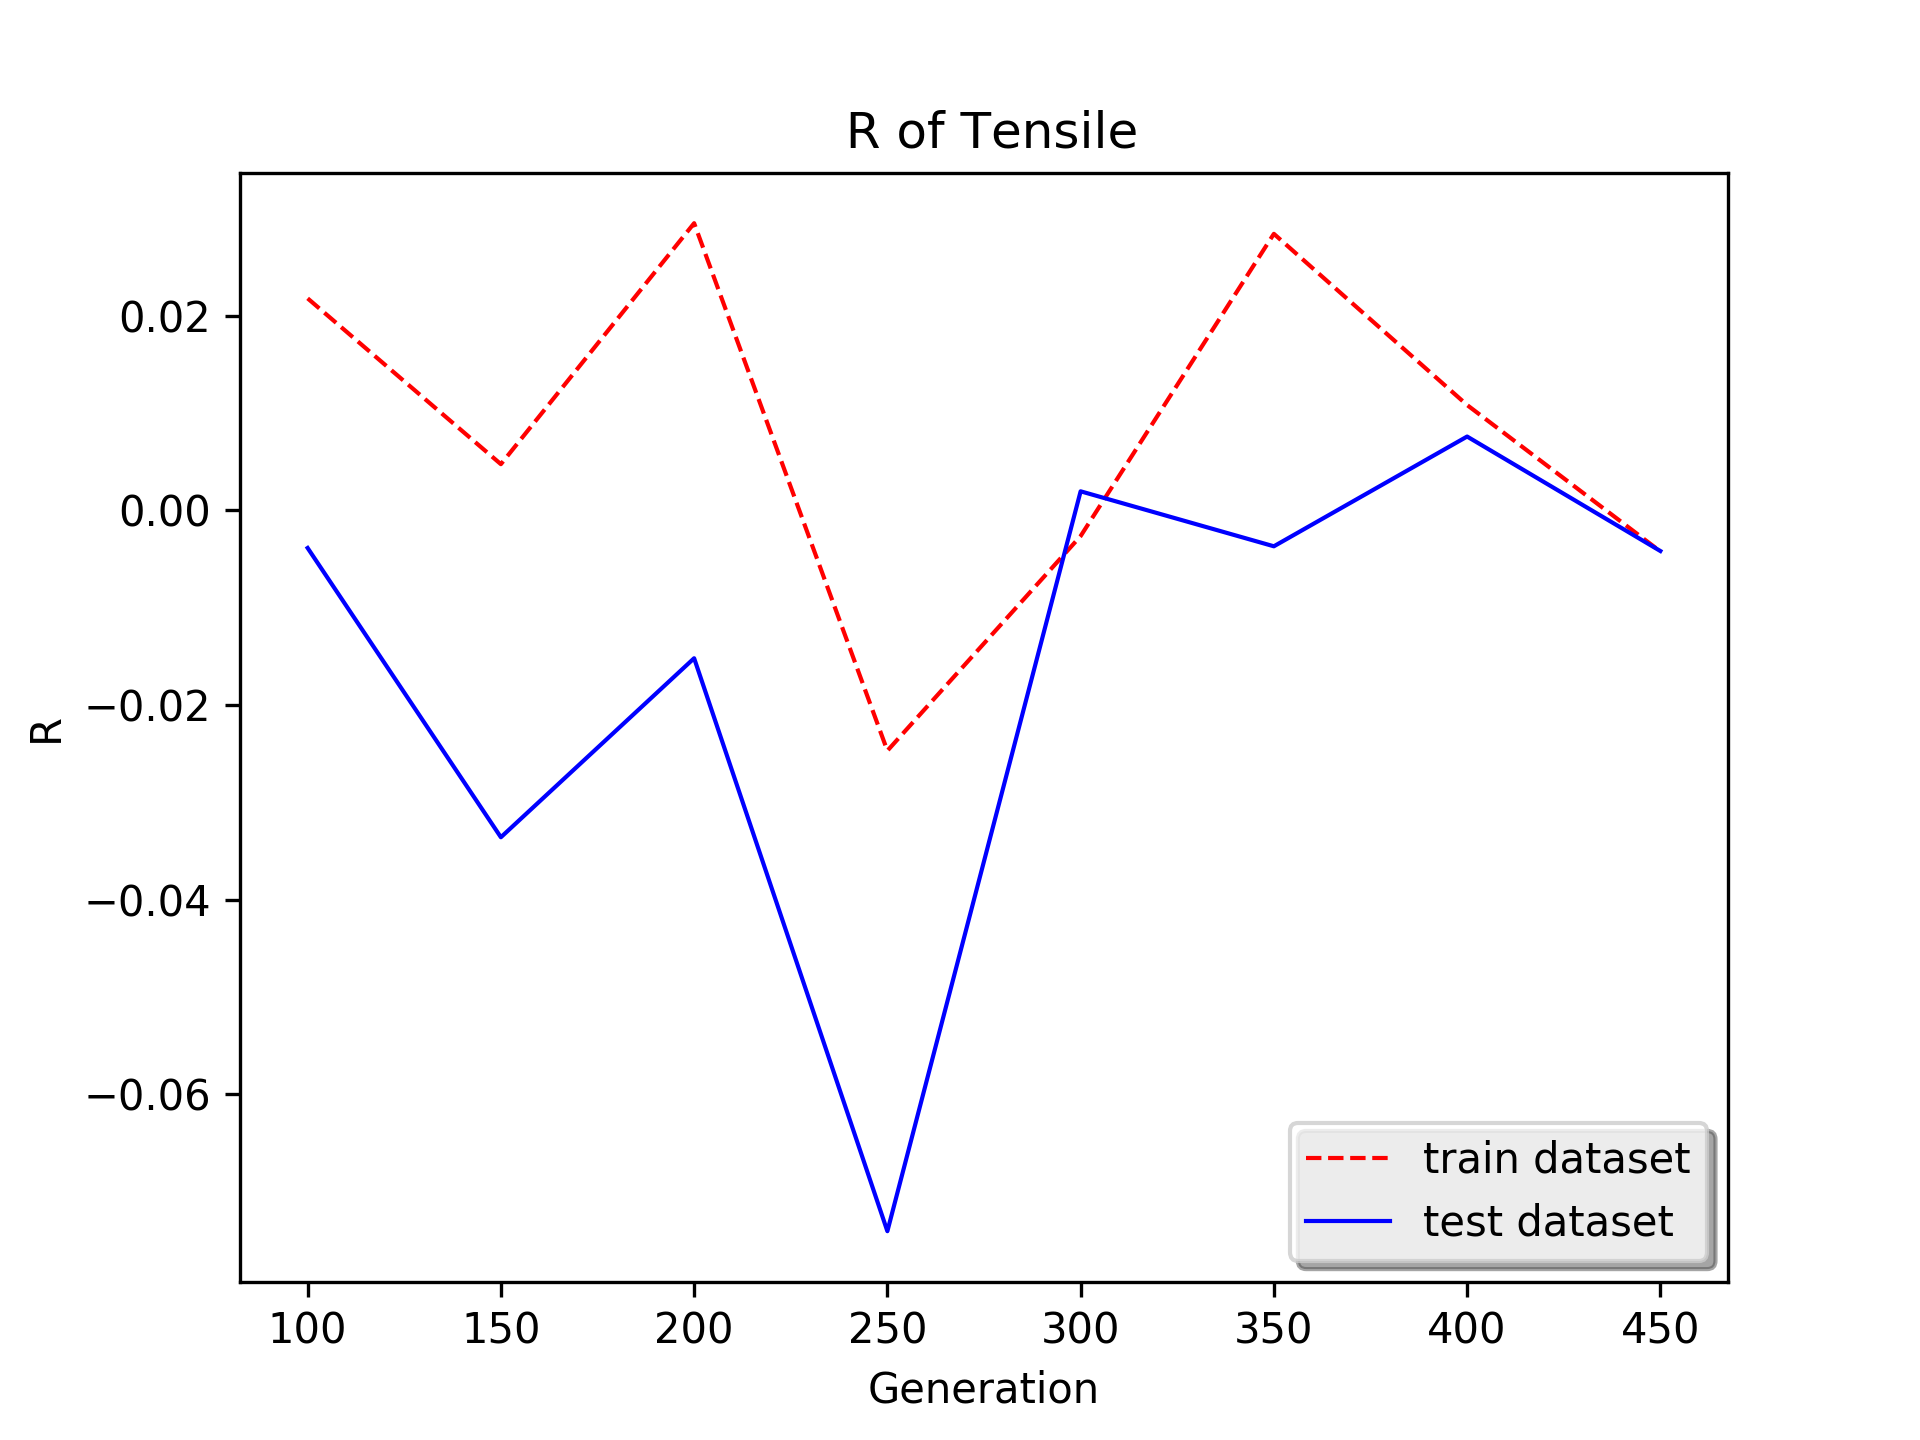 R of Tensile
0.02
0.00
−0.02
−0.04
−0.06
R
100 150 200 250 300 350 400 450
Generation
train dataset
test dataset